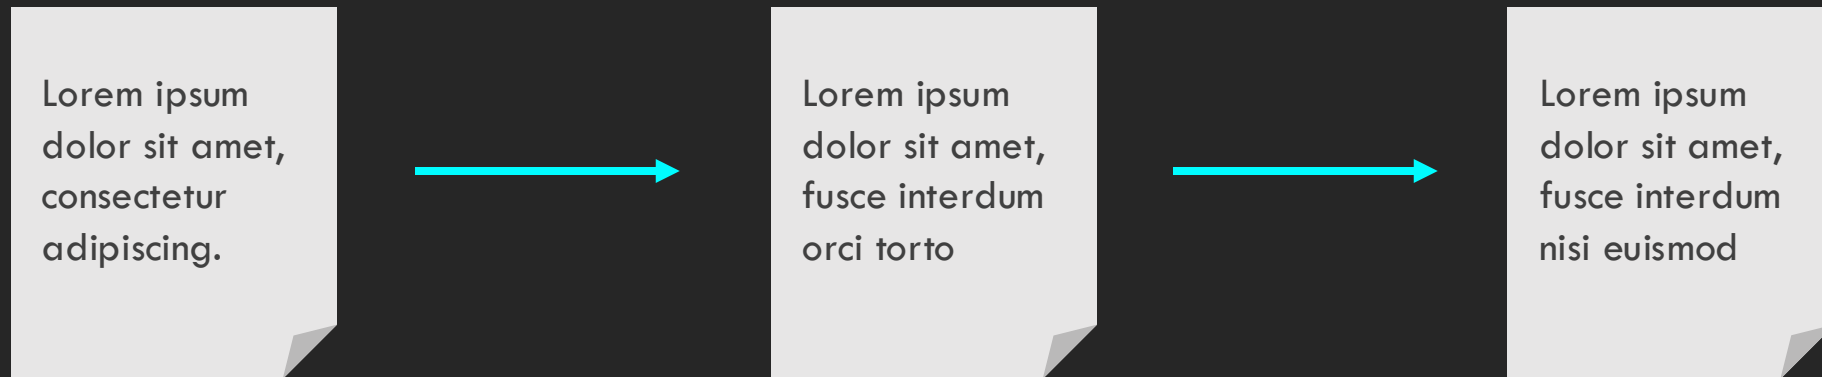 Lorem ipsum
dolor sit amet,
consectetur
adipiscing.
Lorem ipsum
dolor sit amet,
fusce interdum
orci torto
Lorem ipsum
dolor sit amet,
fusce interdum
nisi euismod